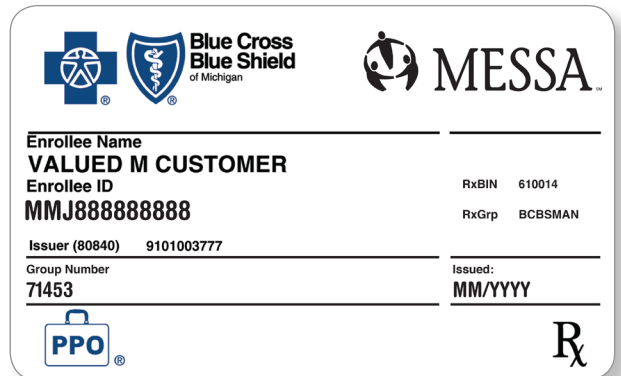 Blue Cross
Blue Shield
of Michigan
® ®
MESSA SM
Enrollee Name
VALUED M CUSTOMER
Enrollee ID
MMJ888888888
RxBIN 610014
RxGrp BCBSMAN
Issuer (80840) 9101003777
Group Number
71453
Issued:
MM/YYYY
PPO ®
Rx